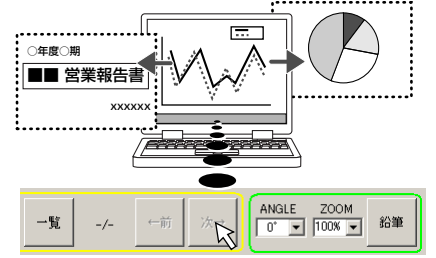 ○年度○期
■■ 営業報告書
xxxxxx
ANGLE ZOOM
一覧 -/- ←前 次→ 0° 100% 鉛筆